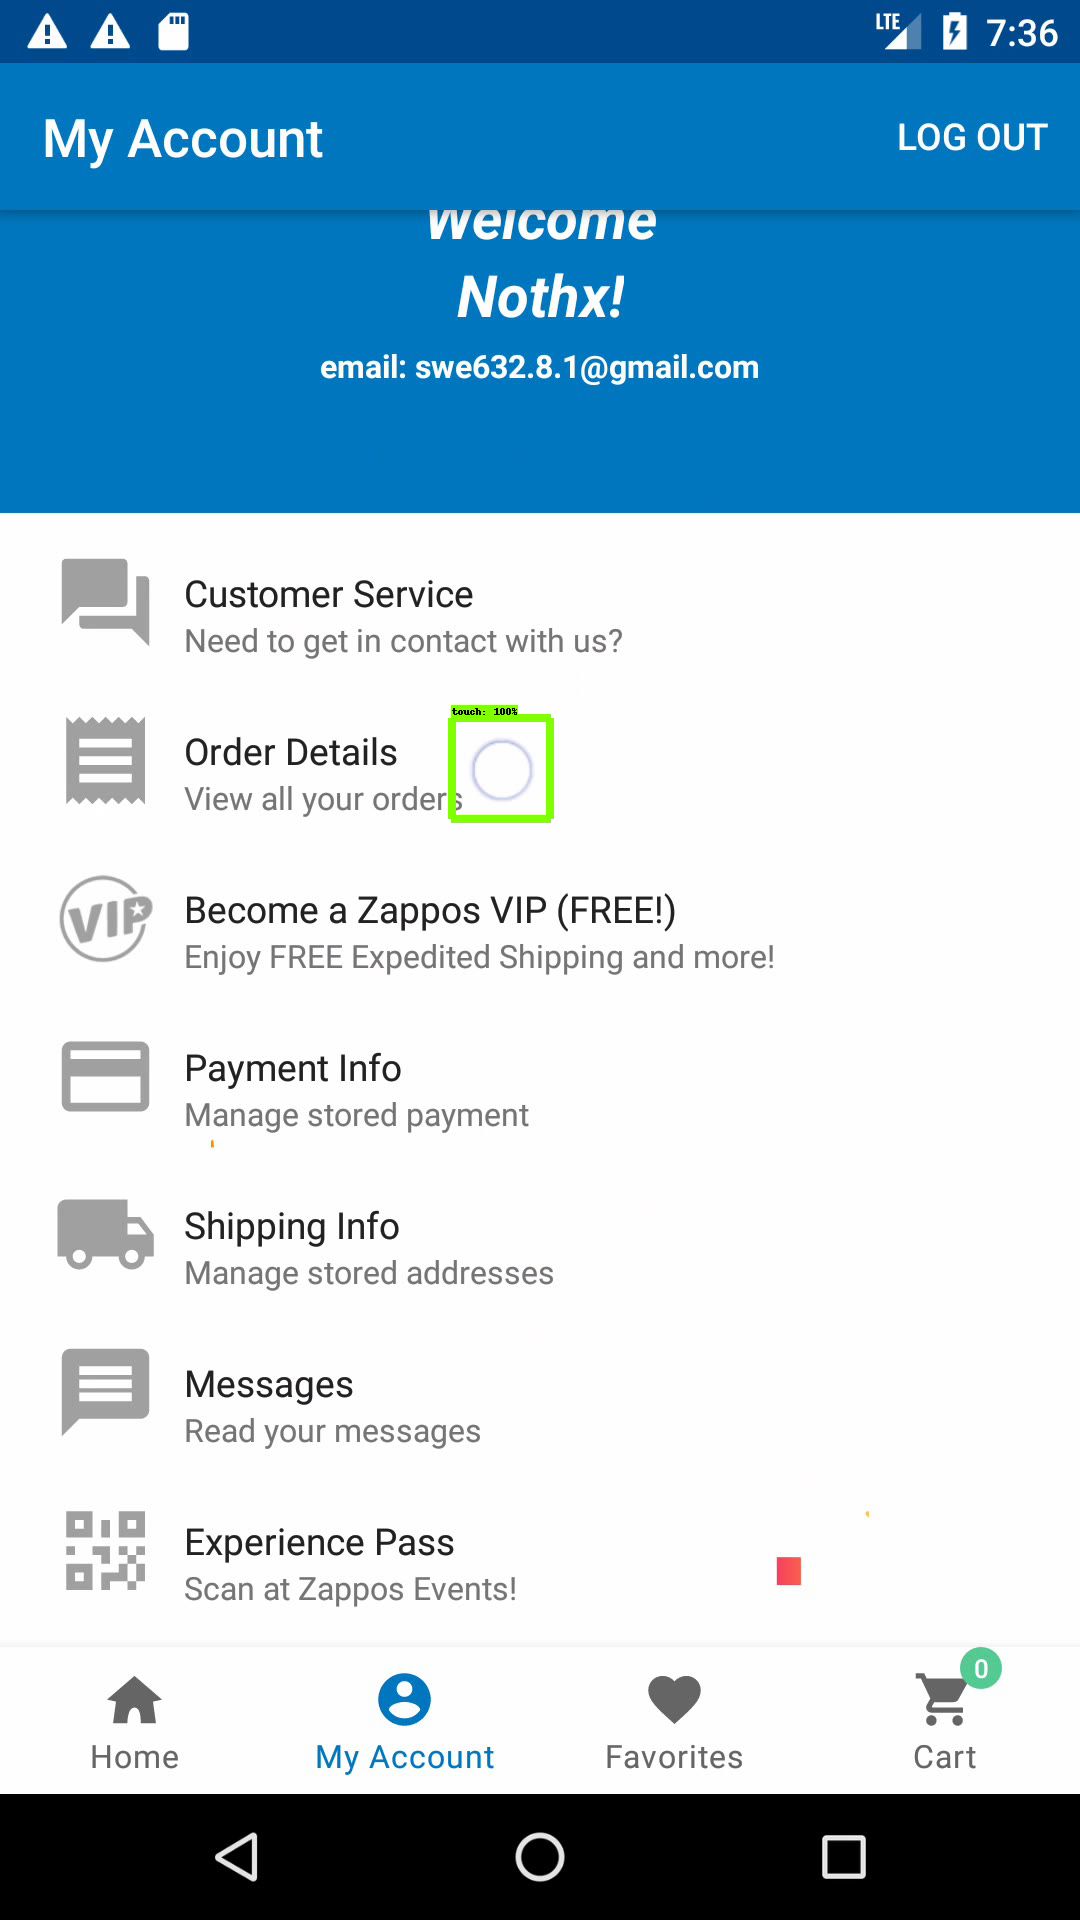 LTE 7:36
My Account LOG OUT
Welcome
Nothx!
email: swe632.8.1@gmail.com
Customer Service
Need to get in contact with us?
touch: 100%
Order Details
View all your orders
VIP
Become a Zappos VIP (FREE!)
Enjoy FREE Expedited Shipping and more!
Payment Info
Manage stored payment
Shipping Info
Manage stored addresses
Messages
Read your messages
Experience Pass
Scan at Zappos Events!
0
Home My Account Favorites Cart